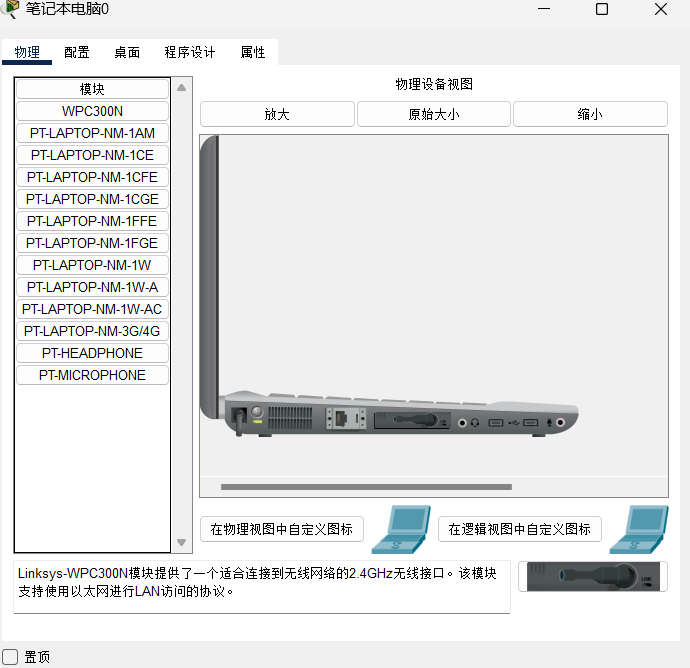 笔记本电脑0
物理 配置 桌面 程序设计 属性
模块
WPC300N
PT-LAPTOP-NM-1AM
PT-LAPTOP-NM-1CE
PT-LAPTOP-NM-1CFE
PT-LAPTOP-NM-1CGE
PT-LAPTOP-NM-1FFE
PT-LAPTOP-NM-1FGE
PT-LAPTOP-NM-1W
PT-LAPTOP-NM-1W-A
PT-LAPTOP-NM-1W-AC
PT-LAPTOP-NM-3G/4G
PT-HEADPHONE
PT-MICROPHONE
物理设备视图
放大 原始大小 缩小
在物理视图中自定义图标 在逻辑视图中自定义图标
Linksys-WPC300N模块提供了一个适合连接到无线网络的2.4GHz无线接口。该模块
支持使用以太网进行LAN访问的协议。
LINK
置顶